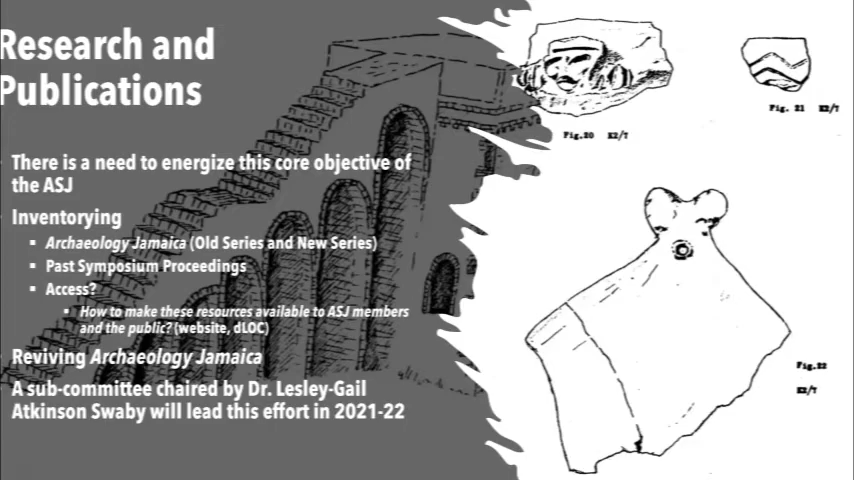 Research and
Publications
There is a need to energize this core objective of
the ASJ
Inventorying
Archaeology Jamaica (Old Series and New Series)
Past Symposium Proceedings
Access?
How to make these resources available to ASJ members
and the public? (website, dLOC)
Reviving Archaeology Jamaica
A sub-committee chaired by Dr. Lesley-Gail
Atkinson Swaby will lead this effort in 2021-22
Fig.20 K2/T
Fig. 21 K2/T
Fig.22
K2/T